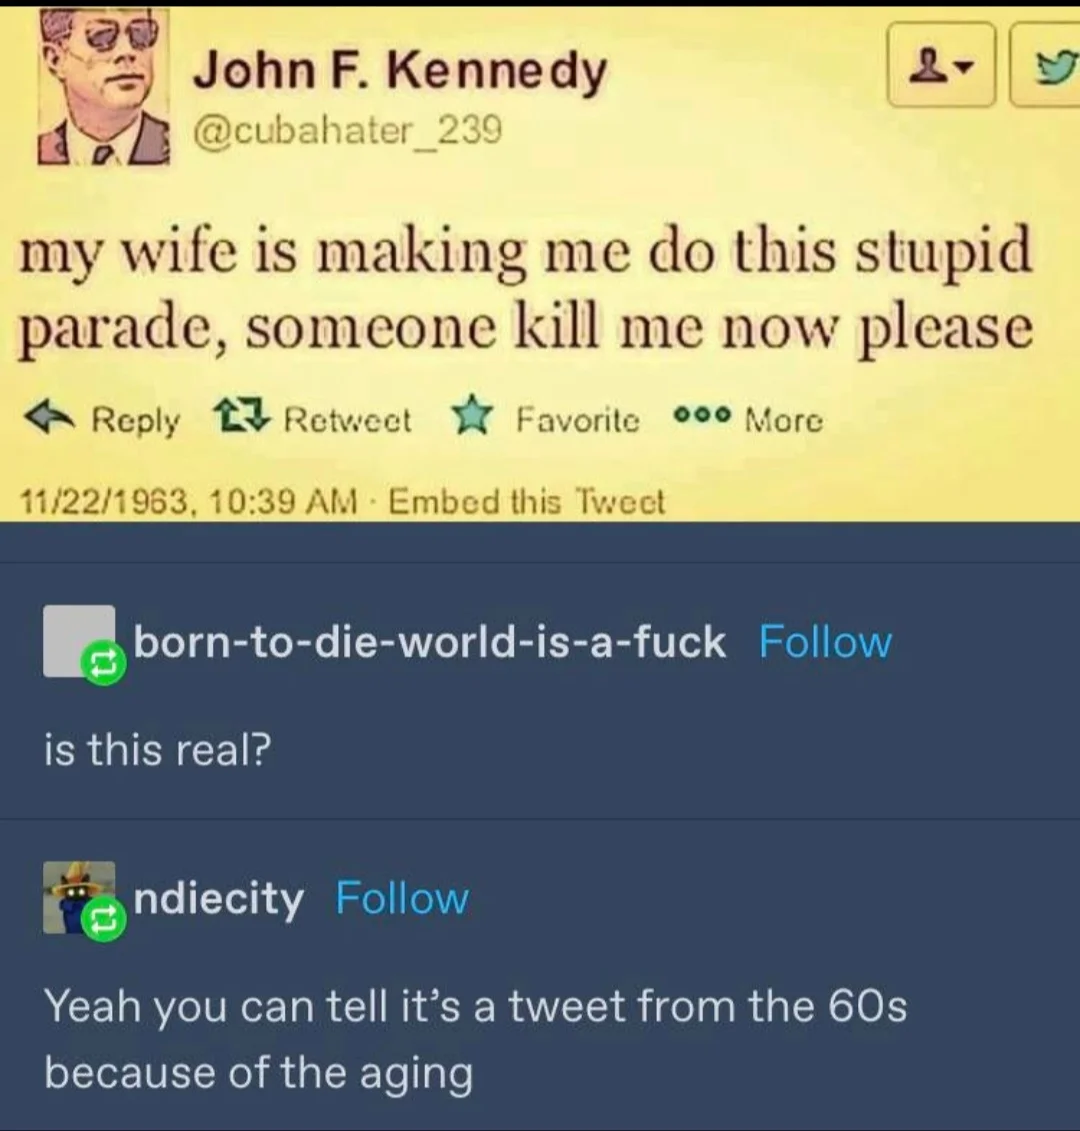 John F. Kennedy
@cubahater_239
my wife is making me do this stupid
parade, someone kill me now please
Reply Retweet Favorite More
11/22/1963, 10:39 AM · Embed this Tweet
born-to-die-world-is-a-fuck Follow
is this real?
ndiecity Follow
Yeah you can tell it's a tweet from the 60s
because of the aging